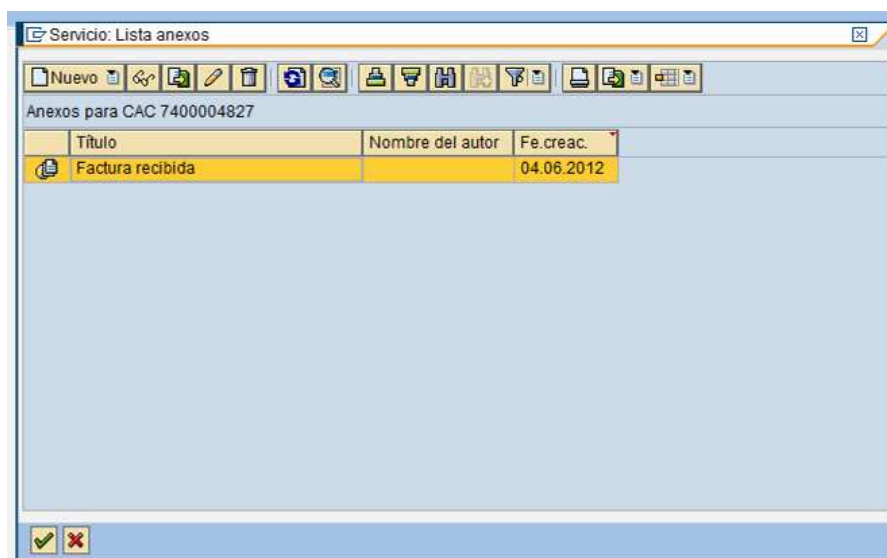 Servicio: Lista anexos
Nuevo
Anexos para CAC 7400004827
Título Nombre del autor Fe.creac.
Factura recibida 04.06.2012